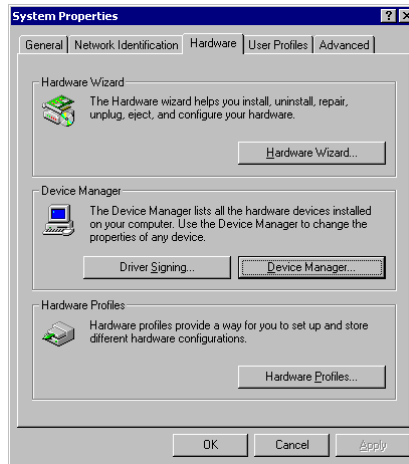 System Properties
General
Network Identification
Hardware
User Profiles
Advanced
Hardware Wizard
The Hardware wizard helps you install, uninstall, repair,
unplug, eject, and configure your hardware.
Hardware Wizard...
Device Manager
The Device Manager lists all the hardware devices installed
on your computer. Use the Device Manager to change the
properties of any device.
Driver Signing...
Device Manager...
Hardware Profiles
Hardware profiles provide a way for you to set up and store
different hardware configurations.
Hardware Profiles...
OK
Cancel
Apply